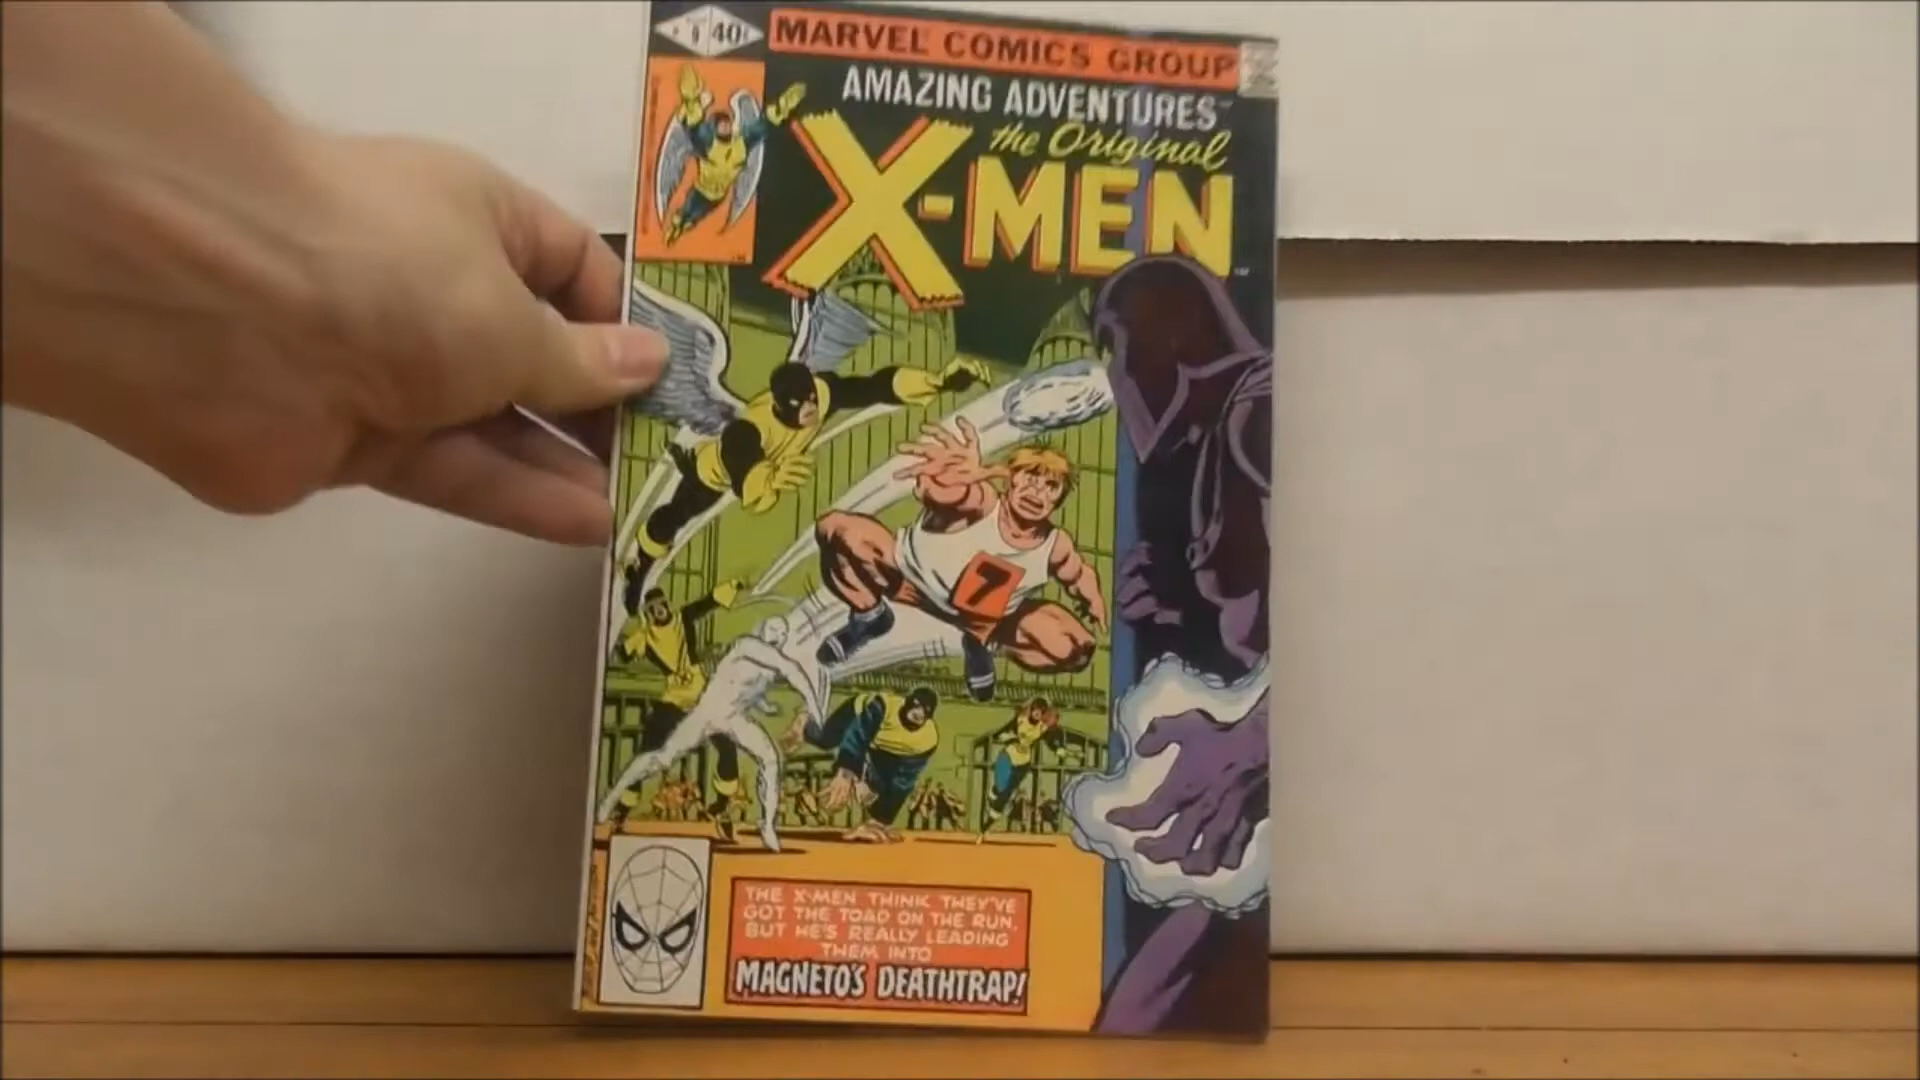 9 40¢
MARVEL COMICS GROUP
AMAZING ADVENTURES
the Original
X-MEN
7
THE X-MEN THINK THEY'VE
GOT THE TOAD ON THE RUN,
BUT HE'S REALLY LEADING
THEM INTO
MAGNETO'S DEATHTRAP!